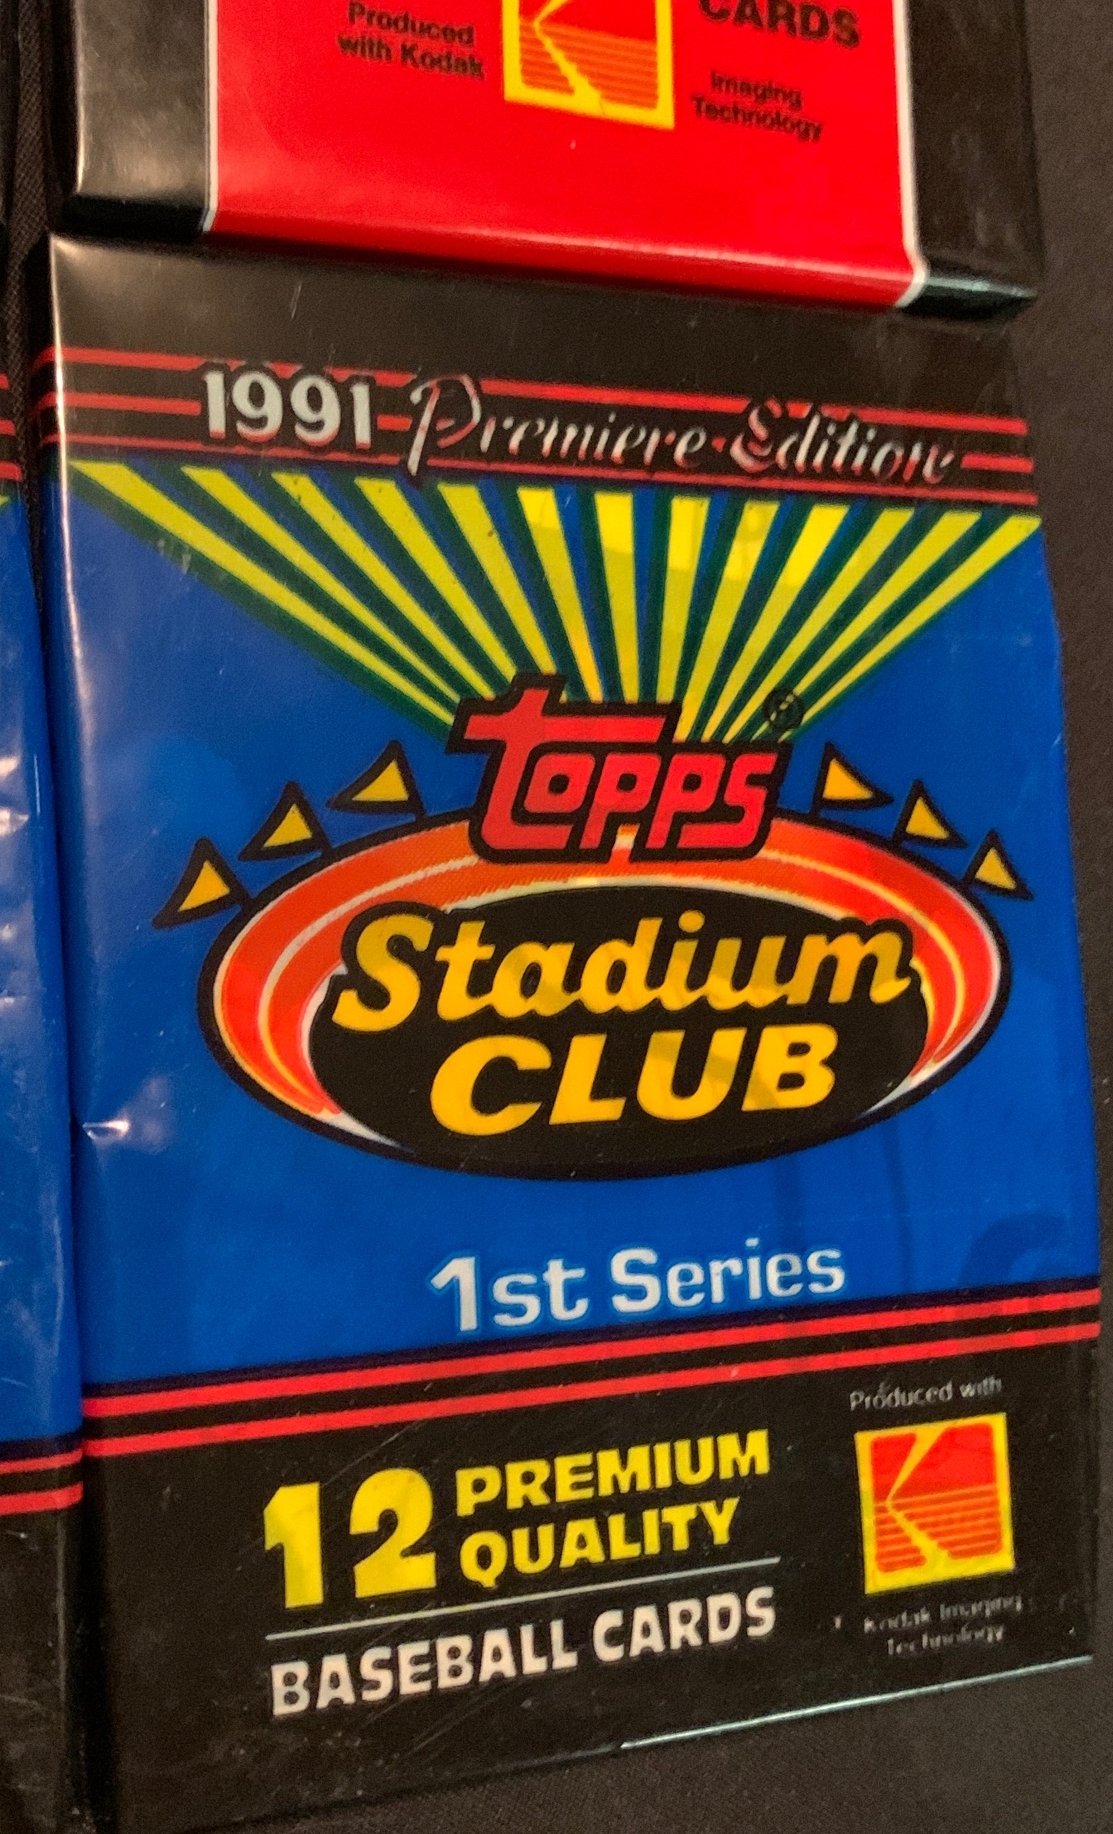 Produced
with Kodak
CARDS
Imaging
Technology
1991 Premiere Edition
topps®
Stadium
CLUB
1st Series
12 PREMIUM
QUALITY
BASEBALL CARDS
Produced with
Kodak Imaging
Technology